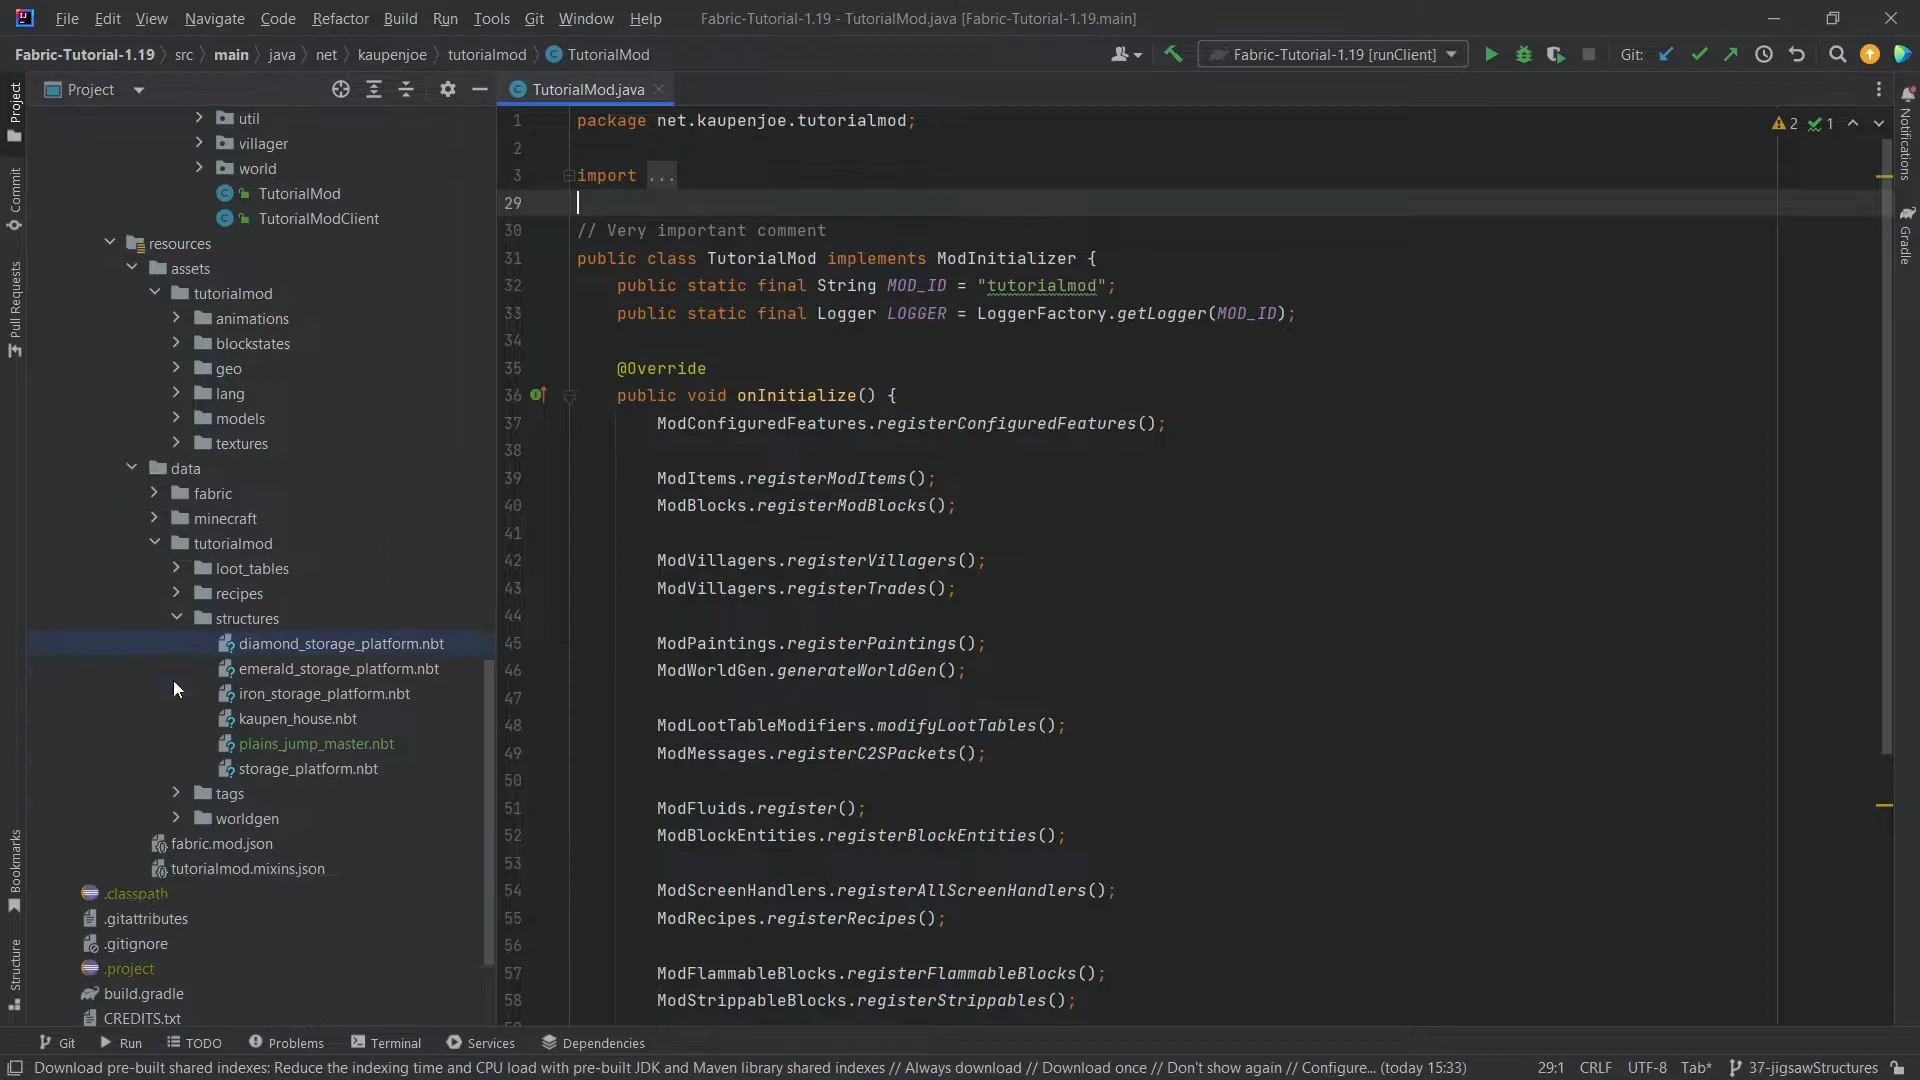 File Edit View Navigate Code Refactor Build Run Tools Git Window Help Fabric-Tutorial-1.19 - TutorialMod.java [Fabric-Tutorial-1.19.main]
Fabric-Tutorial-1.19 src main java net kaupenjoe tutorialmod TutorialMod Fabric-Tutorial-1.19 [runClient] Git:
Project
TutorialMod.java
Project
Commit
Pull Requests
Bookmarks
Structure
util
villager
world
TutorialMod
TutorialModClient
resources
assets
tutorialmod
animations
blockstates
geo
lang
models
textures
data
fabric
minecraft
tutorialmod
loot_tables
recipes
structures
diamond_storage_platform.nbt
emerald_storage_platform.nbt
iron_storage_platform.nbt
kaupen_house.nbt
plains_jump_master.nbt
storage_platform.nbt
tags
worldgen
fabric.mod.json
tutorialmod.mixins.json
.classpath
.gitattributes
.gitignore
.project
build.gradle
CREDITS.txt
1 package net.kaupenjoe.tutorialmod;
2
3 import ...
29
30 // Very important comment
31 public class TutorialMod implements ModInitializer {
32 public static final String MOD_ID = "tutorialmod";
33 public static final Logger LOGGER = LoggerFactory.getLogger(MOD_ID);
34
35 @Override
36 public void onInitialize() {
37 ModConfiguredFeatures.registerConfiguredFeatures();
38
39 ModItems.registerModItems();
40 ModBlocks.registerModBlocks();
41
42 ModVillagers.registerVillagers();
43 ModVillagers.registerTrades();
44
45 ModPaintings.registerPaintings();
46 ModWorldGen.generateWorldGen();
47
48 ModLootTableModifiers.modifyLootTables();
49 ModMessages.registerC2SPackets();
50
51 ModFluids.register();
52 ModBlockEntities.registerBlockEntities();
53
54 ModScreenHandlers.registerAllScreenHandlers();
55 ModRecipes.registerRecipes();
56
57 ModFlammableBlocks.registerFlammableBlocks();
58 ModStrippableBlocks.registerStrippables();
2 1
Notifications
Gradle
Git Run TODO Problems Terminal Services Dependencies
Download pre-built shared indexes: Reduce the indexing time and CPU load with pre-built JDK and Maven library shared indexes // Always download // Download once // Don't show again // Configure... (today 15:33) 29:1 CRLF UTF-8 Tab* 37-jigsawStructures